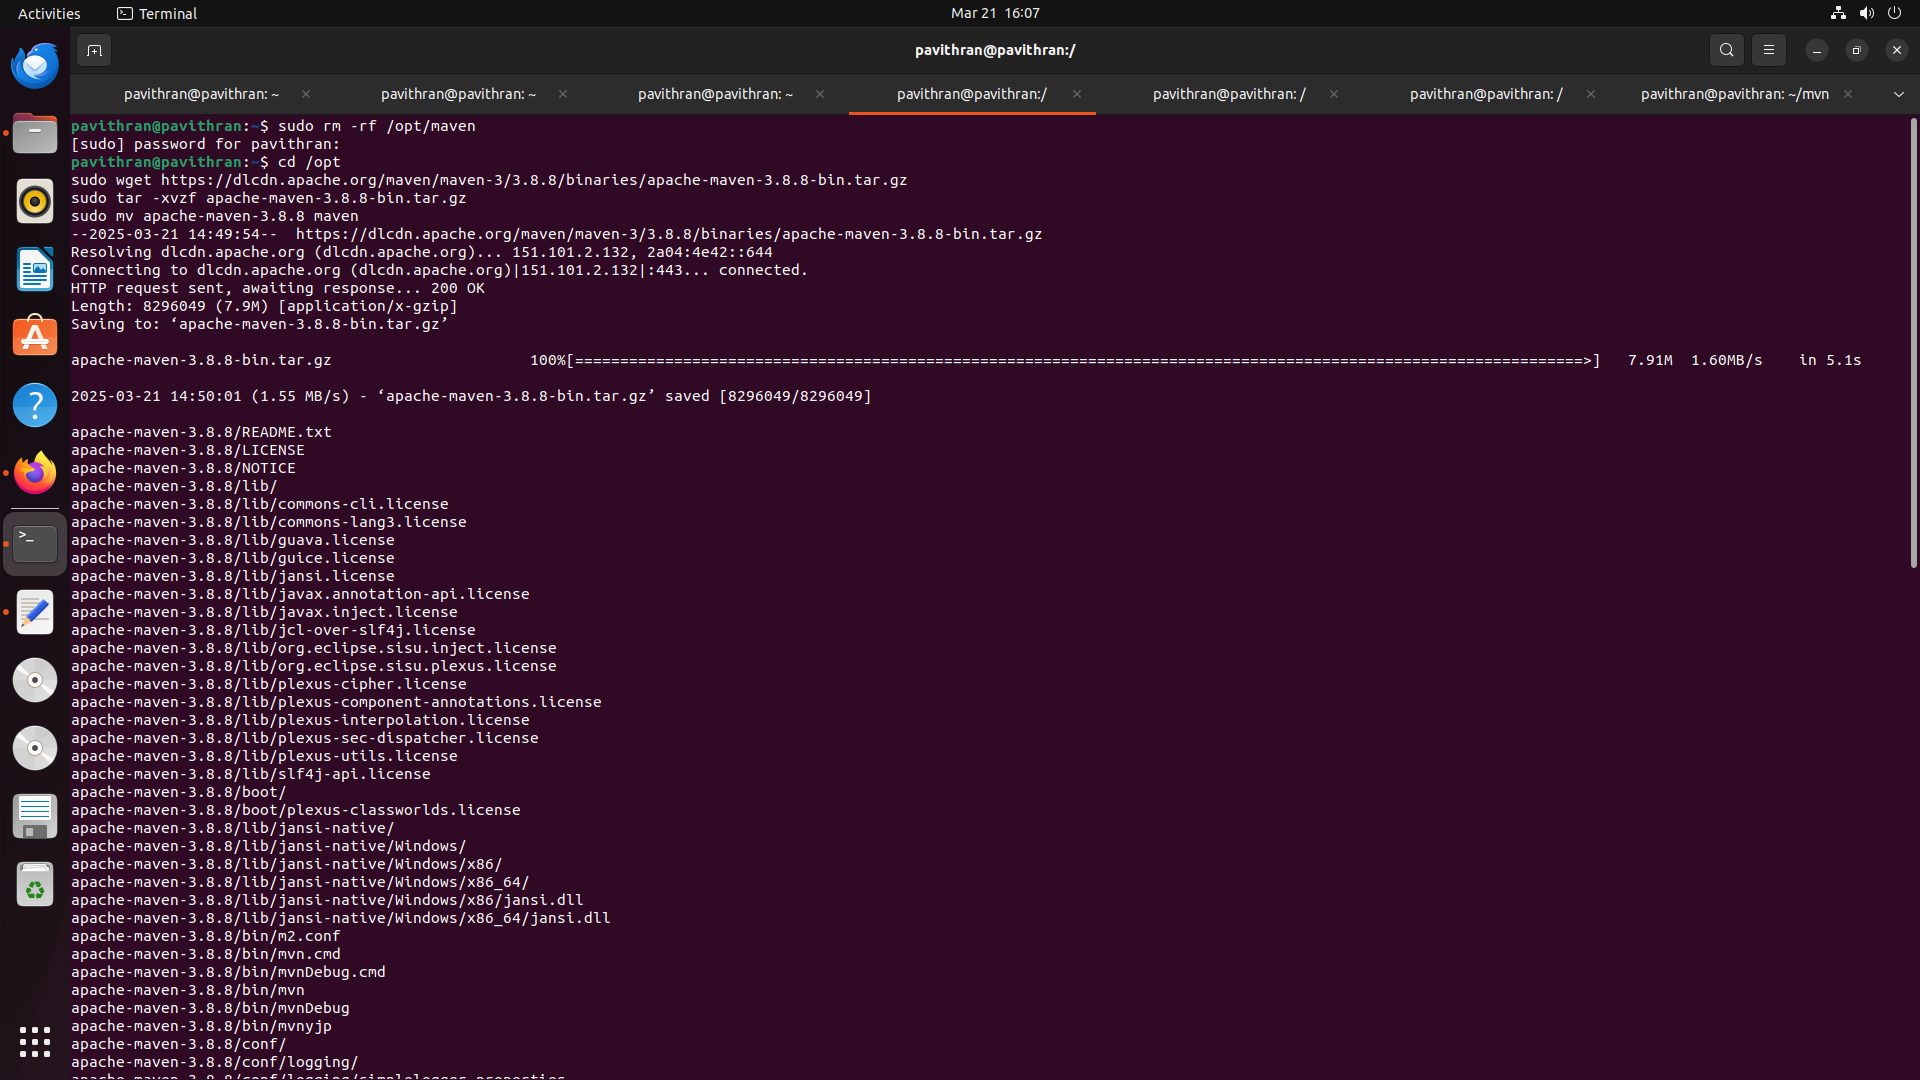 Activities
Terminal
Mar 21 16:07
pavithran@pavithran:/
pavithran@pavithran: ~
pavithran@pavithran: ~
pavithran@pavithran: ~
pavithran@pavithran:/
pavithran@pavithran: /
pavithran@pavithran: /
pavithran@pavithran: ~/mvn
pavithran@pavithran:~$ sudo rm -rf /opt/maven
[sudo] password for pavithran:
pavithran@pavithran:~$ cd /opt
sudo wget https://dlcdn.apache.org/maven/maven-3/3.8.8/binaries/apache-maven-3.8.8-bin.tar.gz
sudo tar -xvzf apache-maven-3.8.8-bin.tar.gz
sudo mv apache-maven-3.8.8 maven
--2025-03-21 14:49:54--  https://dlcdn.apache.org/maven/maven-3/3.8.8/binaries/apache-maven-3.8.8-bin.tar.gz
Resolving dlcdn.apache.org (dlcdn.apache.org)... 151.101.2.132, 2a04:4e42::644
Connecting to dlcdn.apache.org (dlcdn.apache.org)|151.101.2.132|:443... connected.
HTTP request sent, awaiting response... 200 OK
Length: 8296049 (7.9M) [application/x-gzip]
Saving to: ‘apache-maven-3.8.8-bin.tar.gz’
apache-maven-3.8.8-bin.tar.gz 100%[================================================================================================================>] 7.91M 1.60MB/s in 5.1s
2025-03-21 14:50:01 (1.55 MB/s) - ‘apache-maven-3.8.8-bin.tar.gz’ saved [8296049/8296049]
apache-maven-3.8.8/README.txt
apache-maven-3.8.8/LICENSE
apache-maven-3.8.8/NOTICE
apache-maven-3.8.8/lib/
apache-maven-3.8.8/lib/commons-cli.license
apache-maven-3.8.8/lib/commons-lang3.license
apache-maven-3.8.8/lib/guava.license
apache-maven-3.8.8/lib/guice.license
apache-maven-3.8.8/lib/jansi.license
apache-maven-3.8.8/lib/javax.annotation-api.license
apache-maven-3.8.8/lib/javax.inject.license
apache-maven-3.8.8/lib/jcl-over-slf4j.license
apache-maven-3.8.8/lib/org.eclipse.sisu.inject.license
apache-maven-3.8.8/lib/org.eclipse.sisu.plexus.license
apache-maven-3.8.8/lib/plexus-cipher.license
apache-maven-3.8.8/lib/plexus-component-annotations.license
apache-maven-3.8.8/lib/plexus-interpolation.license
apache-maven-3.8.8/lib/plexus-sec-dispatcher.license
apache-maven-3.8.8/lib/plexus-utils.license
apache-maven-3.8.8/lib/slf4j-api.license
apache-maven-3.8.8/boot/
apache-maven-3.8.8/boot/plexus-classworlds.license
apache-maven-3.8.8/lib/jansi-native/
apache-maven-3.8.8/lib/jansi-native/Windows/
apache-maven-3.8.8/lib/jansi-native/Windows/x86/
apache-maven-3.8.8/lib/jansi-native/Windows/x86_64/
apache-maven-3.8.8/lib/jansi-native/Windows/x86/jansi.dll
apache-maven-3.8.8/lib/jansi-native/Windows/x86_64/jansi.dll
apache-maven-3.8.8/bin/m2.conf
apache-maven-3.8.8/bin/mvn.cmd
apache-maven-3.8.8/bin/mvnDebug.cmd
apache-maven-3.8.8/bin/mvn
apache-maven-3.8.8/bin/mvnDebug
apache-maven-3.8.8/bin/mvnyjp
apache-maven-3.8.8/conf/
apache-maven-3.8.8/conf/logging/
apache-maven-3.8.8/conf/logging/simplelogger.properties